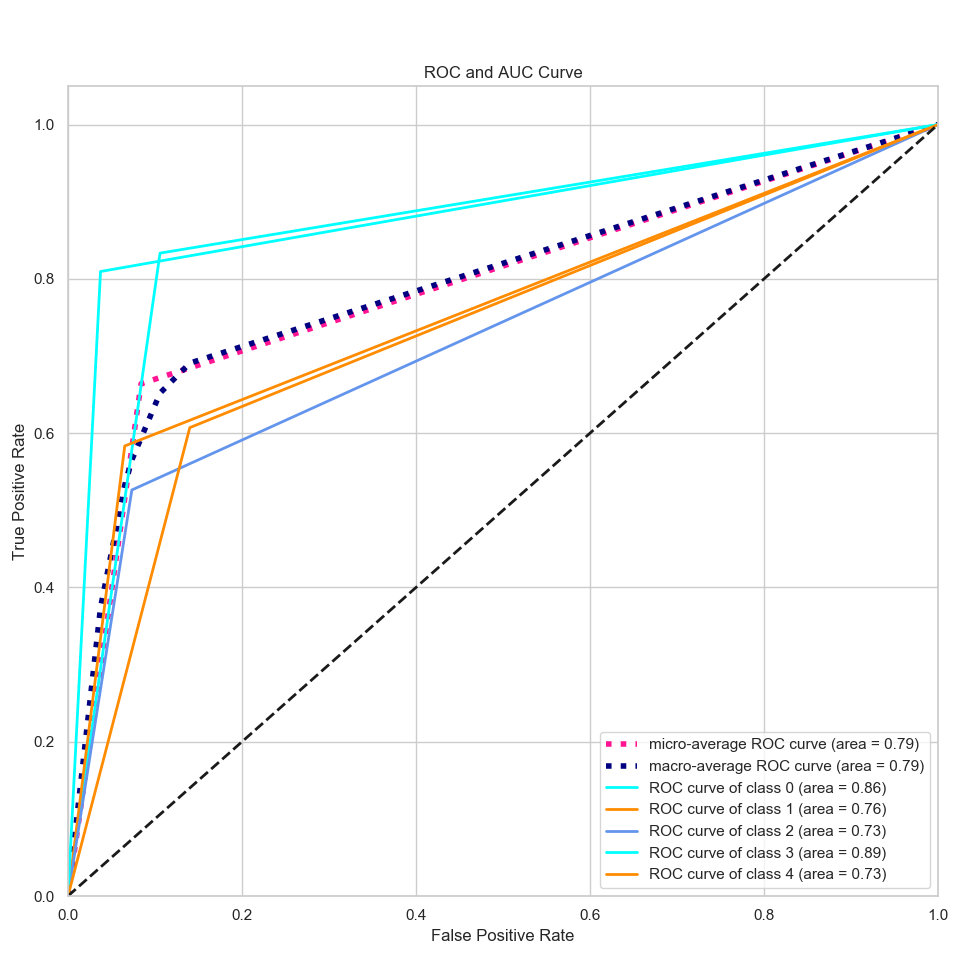 ROC and AUC Curve
True Positive Rate
1.0
0.8
0.6
0.4
0.2
0.0
0.0 0.2 0.4 0.6 0.8 1.0
False Positive Rate
micro-average ROC curve (area = 0.79)
macro-average ROC curve (area = 0.79)
ROC curve of class 0 (area = 0.86)
ROC curve of class 1 (area = 0.76)
ROC curve of class 2 (area = 0.73)
ROC curve of class 3 (area = 0.89)
ROC curve of class 4 (area = 0.73)